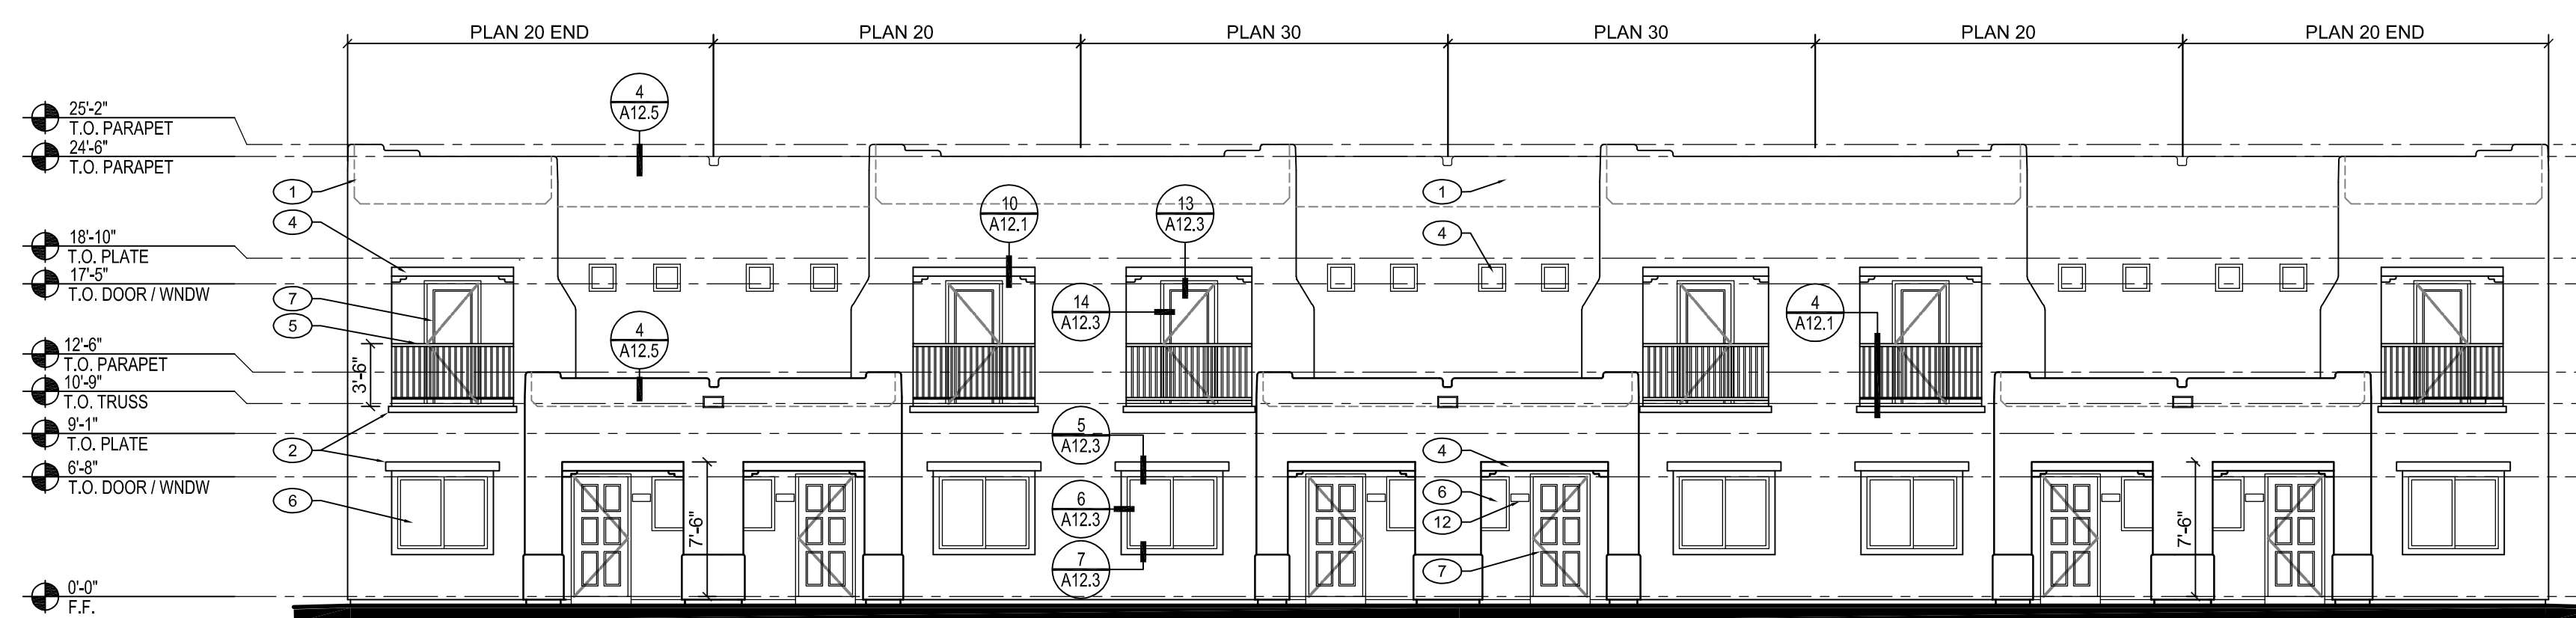 PLAN 20 END
PLAN 20
PLAN 30
PLAN 30
PLAN 20
PLAN 20 END
4
A12.5
25'-2"
T.O. PARAPET
24'-6"
T.O. PARAPET
1
1
10
A12.1
13
A12.3
4
4
18'-10"
T.O. PLATE
17'-5"
T.O. DOOR / WNDW
7
5
14
A12.3
4
A12.1
4
A12.5
12'-6"
T.O. PARAPET
3'-6"
10'-9"
T.O. TRUSS
9'-1"
T.O. PLATE
5
A12.3
2
4
6'-8"
T.O. DOOR / WNDW
6
6
A12.3
6
12
7'-6"
7'-6"
7
A12.3
7
0'-0"
F.F.